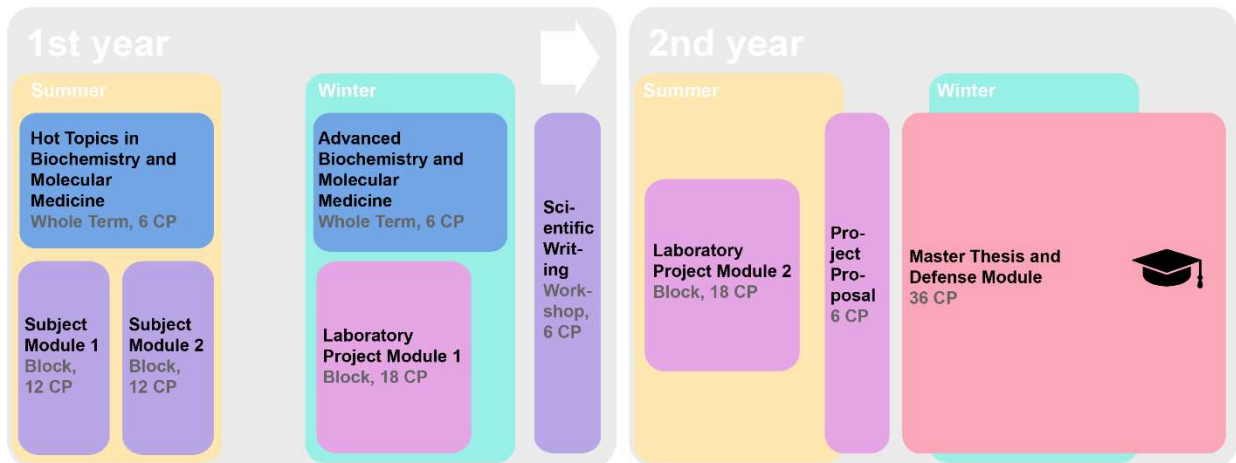 1st year
Summer
Hot Topics in
Biochemistry and
Molecular
Medicine
Whole Term, 6 CP
Subject
Module 1
Block,
12 CP
Subject
Module 2
Block,
12 CP
Winter
Advanced
Biochemistry and
Molecular
Medicine
Whole Term, 6 CP
Laboratory
Project Module 1
Block, 18 CP
Sci-
entific
Writ-
ing
Work-
shop,
6 CP
2nd year
Summer
Laboratory
Project Module 2
Block, 18 CP
Pro-
ject
Pro-
posal
6 CP
Winter
Master Thesis and
Defense Module
36 CP